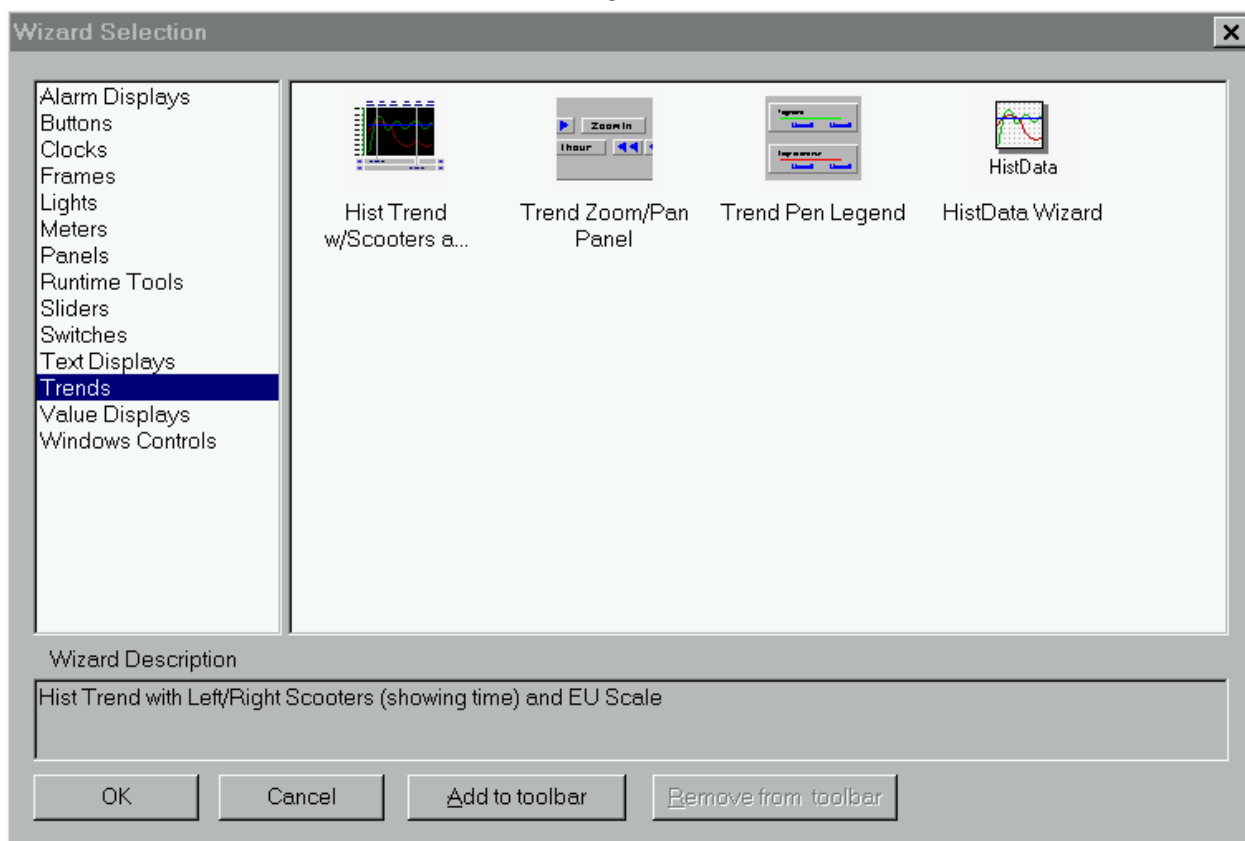 Wizard Selection
Alarm Displays
Buttons
Clocks
Frames
Lights
Meters
Panels
Runtime Tools
Sliders
Switches
Text Displays
Trends
Value Displays
Windows Controls
Hist Trend
w/Scooters a...
Zoom In
1hour
Trend Zoom/Pan
Panel
Trend Pen Legend
HistData
HistData Wizard
Wizard Description
Hist Trend with Left/Right Scooters (showing time) and EU Scale
OK
Cancel
Add to toolbar
Remove from toolbar